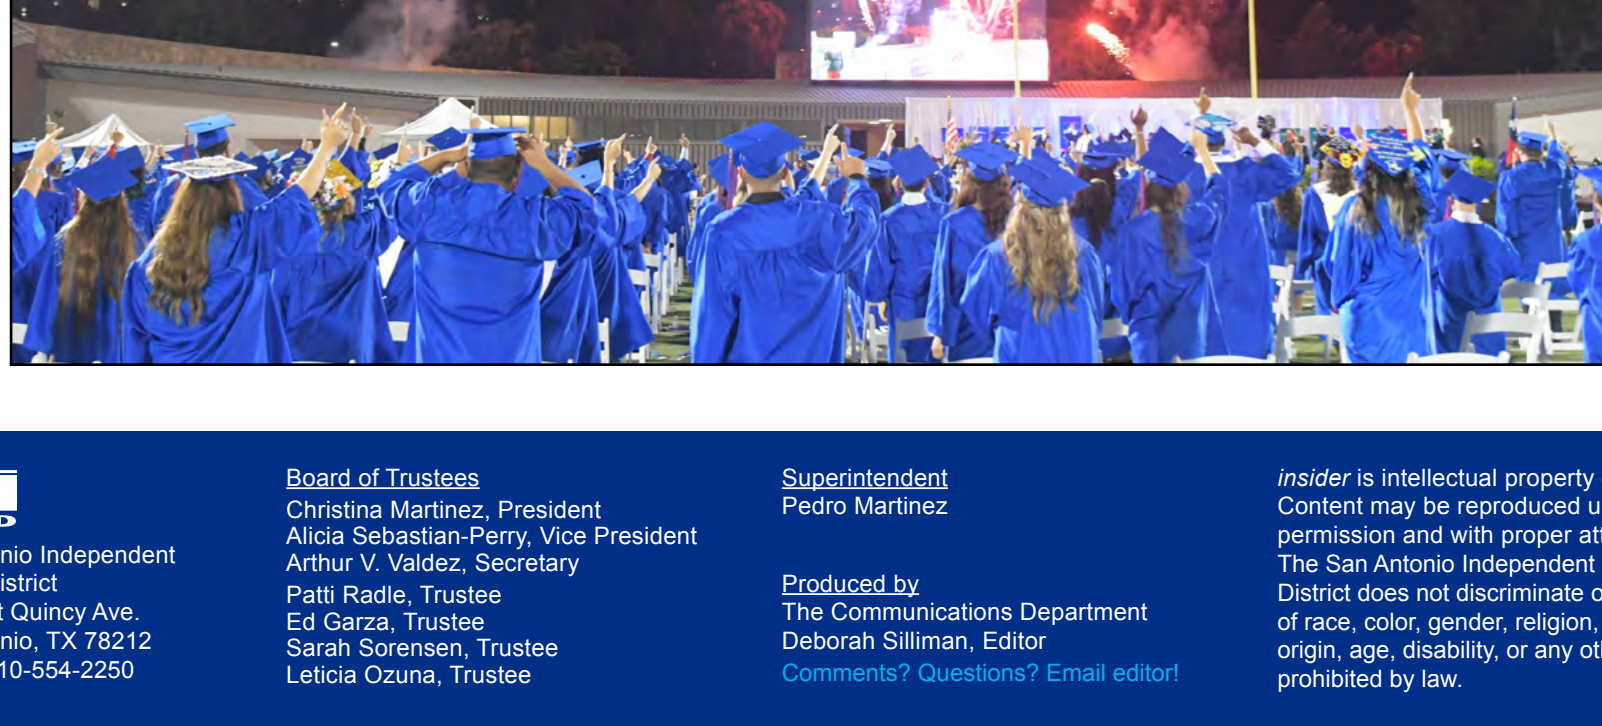 nio Independent
istrict
t Quincy Ave.
nio, TX 78212
10-554-2250
Board of Trustees
Christina Martinez, President
Alicia Sebastian-Perry, Vice President
Arthur V. Valdez, Secretary
Patti Radle, Trustee
Ed Garza, Trustee
Sarah Sorensen, Trustee
Leticia Ozuna, Trustee
Superintendent
Pedro Martinez
Produced by
The Communications Department
Deborah Silliman, Editor
Comments? Questions? Email editor!
insider is intellectual property
Content may be reproduced u
permission and with proper att
The San Antonio Independent
District does not discriminate o
of race, color, gender, religion,
origin, age, disability, or any oth
prohibited by law.